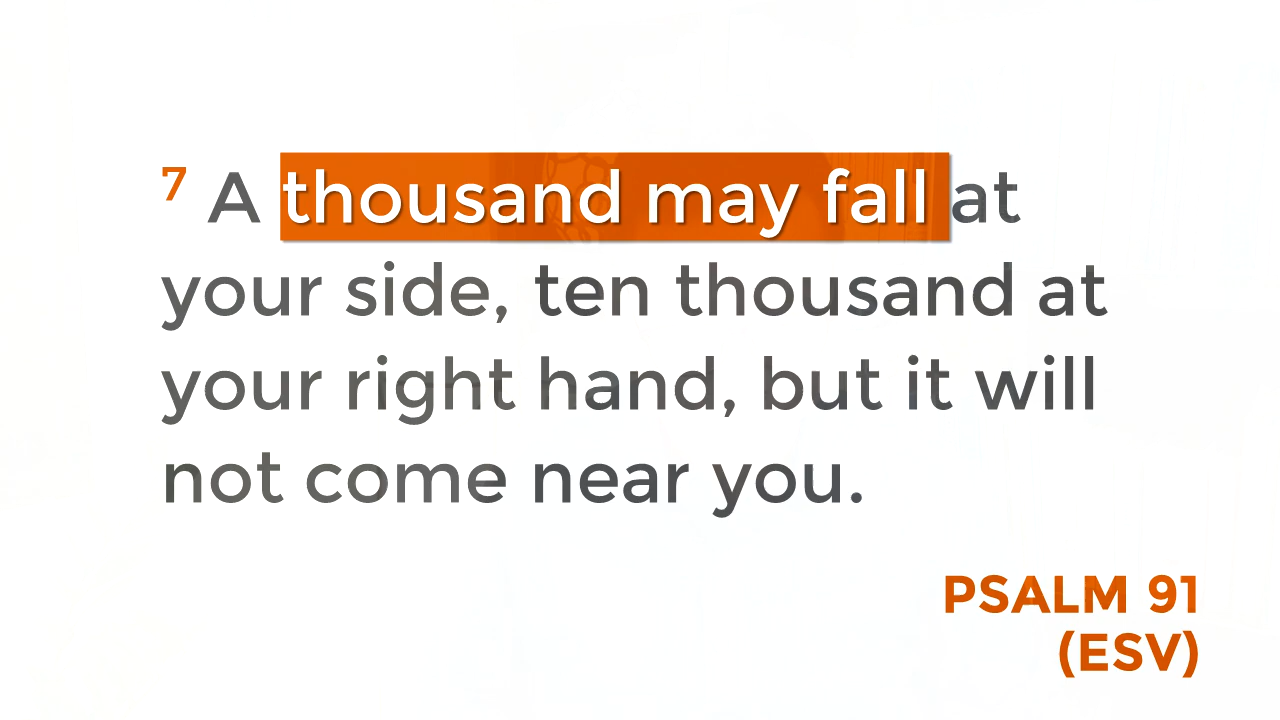 7 A thousand may fall at
your side, ten thousand at
your right hand, but it will
not come near you.
PSALM 91
(ESV)